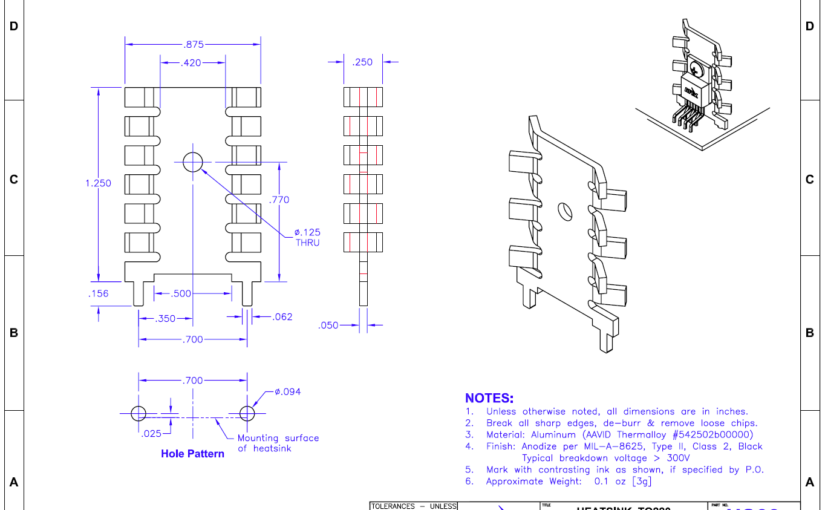 D
D
.875
.420
.250
C
C
1.250
.770
ø.125
THRU
.156
.500
.350
.062
.050
B
B
.700
.700
ø.094
.025
Mounting surface
of heatsink
Hole Pattern
NOTES:
1. Unless otherwise noted, all dimensions are in inches.
2. Break all sharp edges, de-burr & remove loose chips.
3. Material: Aluminum (AAVID Thermalloy #542502b00000)
4. Finish: Anodize per MIL-A-8625, Type II, Class 2, Black
Typical breakdown voltage > 300V
5. Mark with contrasting ink as shown, if specified by P.O.
6. Approximate Weight: 0.1 oz [3g]
A
A
TOLERANCES - UNLESS
TITLE
PART NO.